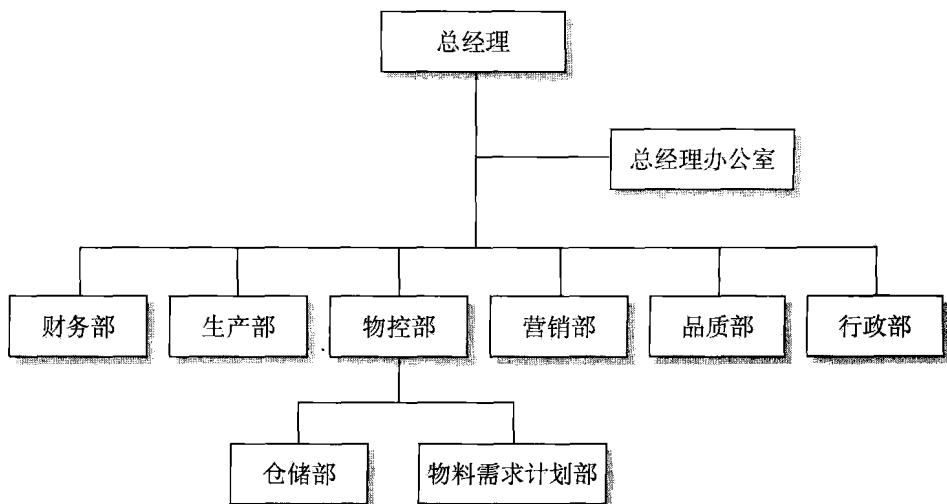 总经理
总经理办公室
财务部
生产部
物控部
营销部
品质部
行政部
仓储部
物料需求计划部